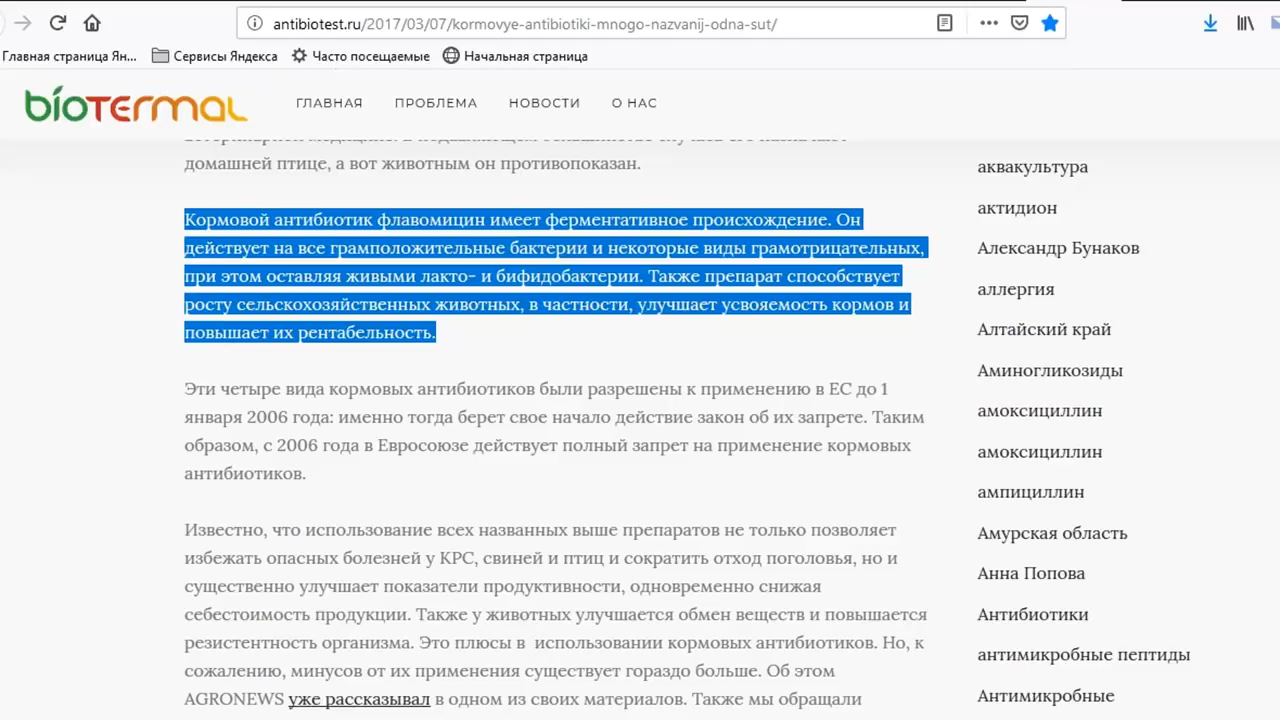 antibiotest.ru/2017/03/07/kormovye-antibiotiki-mnogo-nazvanij-odna-sut/
Главная страница Ян...
Сервисы Яндекса
Часто посещаемые
Начальная страница
bioTERMAL
ГЛАВНАЯ
ПРОБЛЕМА
НОВОСТИ
О НАС
домашней птице, а вот животным он противопоказан.
Кормовой антибиотик флавомицин имеет ферментативное происхождение. Он
действует на все грамположительные бактерии и некоторые виды грамотрицательных,
при этом оставляя живыми лакто- и бифидобактерии. Также препарат способствует
росту сельскохозяйственных животных, в частности, улучшает усвояемость кормов и
повышает их рентабельность.
Эти четыре вида кормовых антибиотиков были разрешены к применению в ЕС до 1
января 2006 года: именно тогда берет свое начало действие закон об их запрете. Таким
образом, с 2006 года в Евросоюзе действует полный запрет на применение кормовых
антибиотиков.
Известно, что использование всех названных выше препаратов не только позволяет
избежать опасных болезней у КРС, свиней и птиц и сократить отход поголовья, но и
существенно улучшает показатели продуктивности, одновременно снижая
себестоимость продукции. Также у животных улучшается обмен веществ и повышается
резистентность организма. Это плюсы в использовании кормовых антибиотиков. Но, к
сожалению, минусов от их применения существует гораздо больше. Об этом
AGRONEWS уже рассказывал в одном из своих материалов. Также мы обращали
аквакультура
актидион
Александр Бунаков
аллергия
Алтайский край
Аминогликозиды
амоксициллин
амоксициллин
ампициллин
Амурская область
Анна Попова
Антибиотики
антимикробные пептиды
Антимикробные